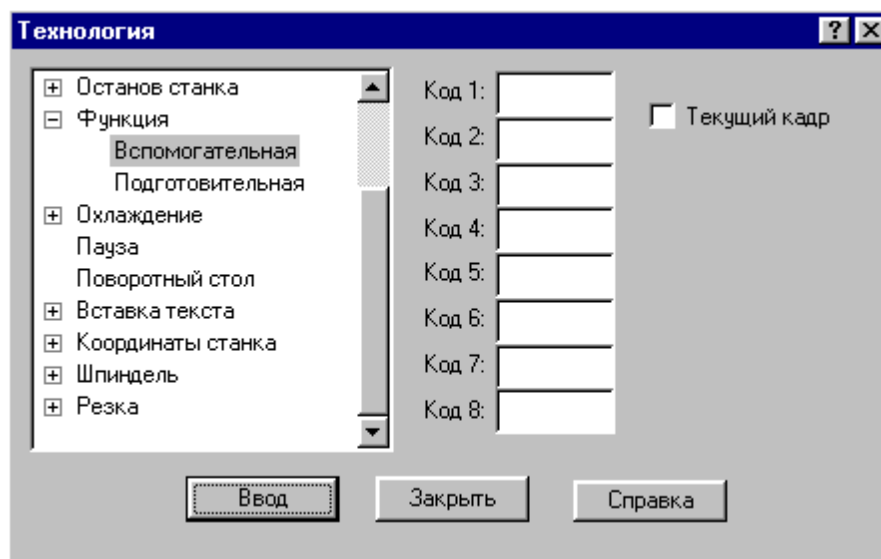 Технология
Останов станка
Функция
Вспомогательная
Подготовительная
Охлаждение
Пауза
Поворотный стол
Вставка текста
Координаты станка
Шпиндель
Резка
Код 1:
Код 2:
Код 3:
Код 4:
Код 5:
Код 6:
Код 7:
Код 8:
Текущий кадр
Ввод
Закрыть
Справка